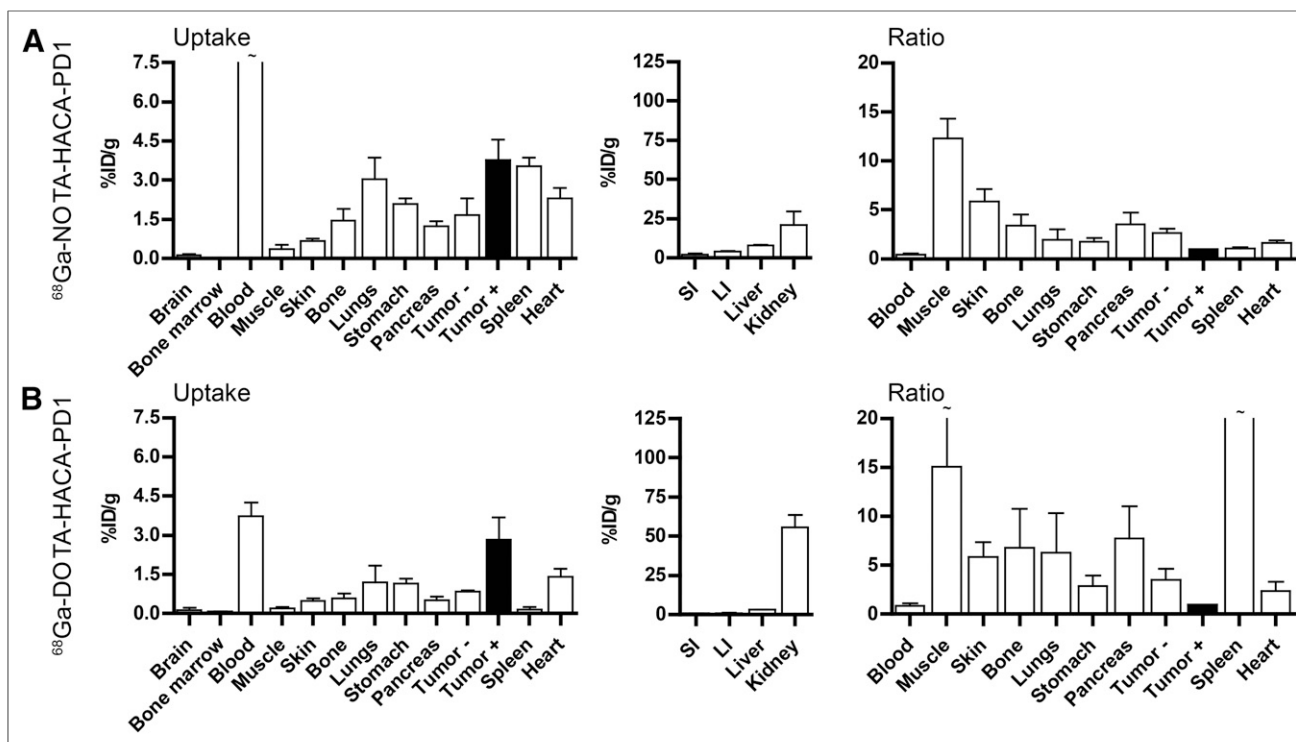 A
⁶⁸Ga-NOTA-HACA-PD1
Uptake
%ID/g
7.5
6.0
4.5
3.0
1.5
0.0
Brain
Bone marrow
Blood
Muscle
Skin
Bone
Lungs
Stomach
Pancreas
Tumor -
Tumor +
Spleen
Heart
~
%ID/g
125
100
75
50
25
0
SI
LI
Liver
Kidney
Ratio
20
15
10
5
0
Blood
Muscle
Skin
Bone
Lungs
Stomach
Pancreas
Tumor -
Tumor +
Spleen
Heart
B
⁶⁸Ga-DOTA-HACA-PD1
Uptake
%ID/g
7.5
6.0
4.5
3.0
1.5
0.0
Brain
Bone marrow
Blood
Muscle
Skin
Bone
Lungs
Stomach
Pancreas
Tumor -
Tumor +
Spleen
Heart
%ID/g
125
100
75
50
25
0
SI
LI
Liver
Kidney
Ratio
20
15
10
5
0
~
~
Blood
Muscle
Skin
Bone
Lungs
Stomach
Pancreas
Tumor -
Tumor +
Spleen
Heart